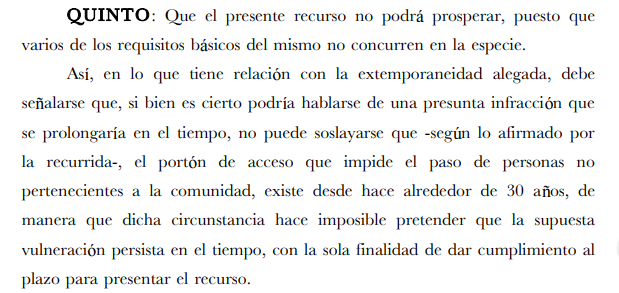 QUINTO: Que el presente recurso no podrá prosperar, puesto que
varios de los requisitos básicos del mismo no concurren en la especie.
Así, en lo que tiene relación con la extemporaneidad alegada, debe
señalarse que, si bien es cierto podría hablarse de una presunta infracción que
se prolongaría en el tiempo, no puede soslayarse que -según lo afirmado por
la recurrida-, el portón de acceso que impide el paso de personas no
pertenecientes a la comunidad, existe desde hace alrededor de 30 años, de
manera que dicha circunstancia hace imposible pretender que la supuesta
vulneración persista en el tiempo, con la sola finalidad de dar cumplimiento al
plazo para presentar el recurso.